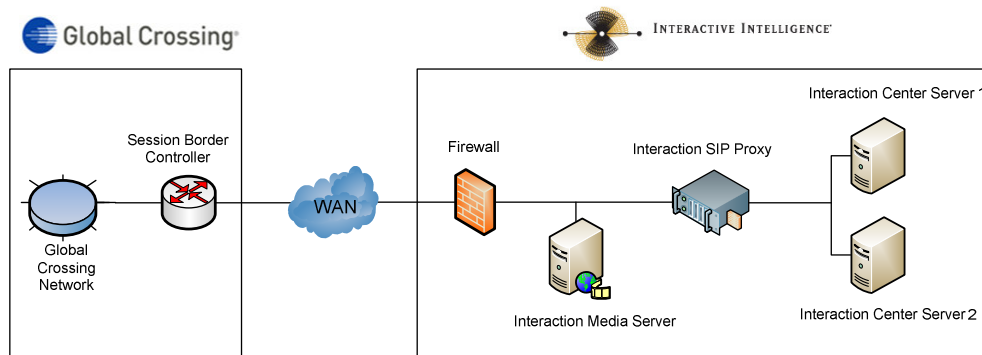 Global Crossing®
INTERACTIVE INTELLIGENCE®
Interaction Center Server 1
Session Border
Controller
Firewall
Interaction SIP Proxy
WAN
Global
Crossing
Network
Interaction Media Server
Interaction Center Server 2